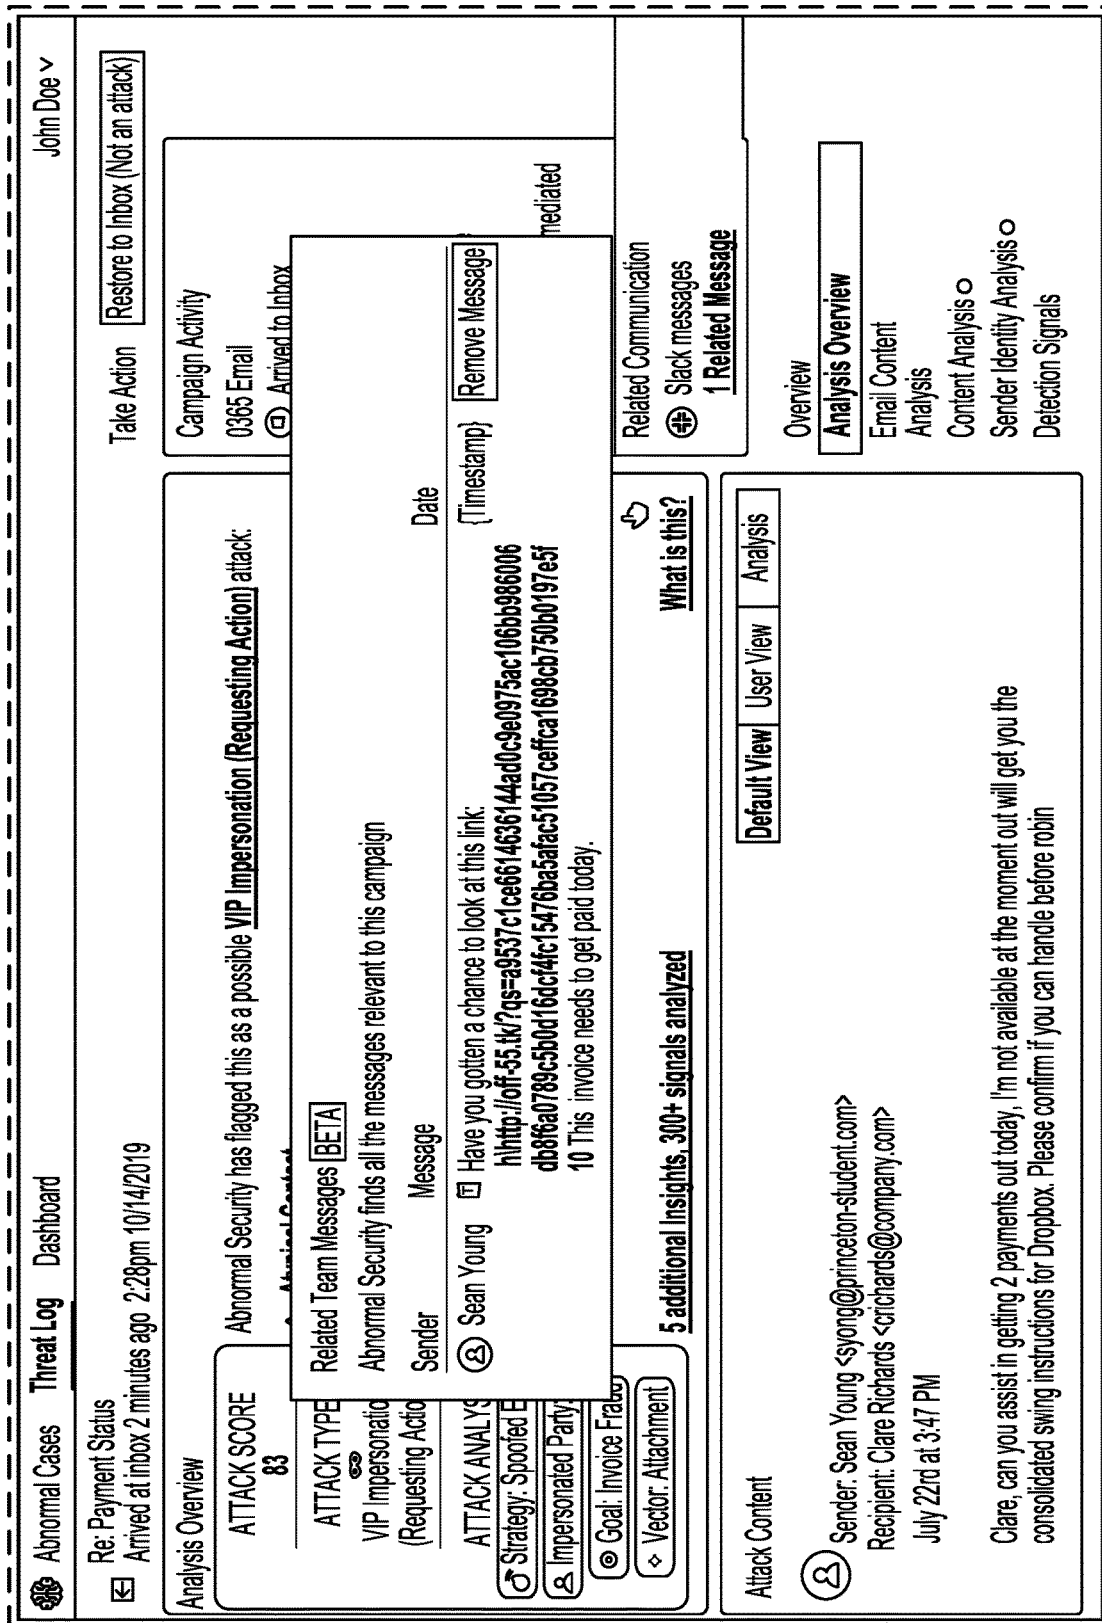 Abnormal Cases Threat Log Dashboard
John Doe
Re: Payment Status
Arrived at inbox 2 minutes ago 2:28pm 10/14/2019
Take Action
Restore to Inbox (Not an attack)
Analysis Overview
ATTACK SCORE
83
ATTACK TYPE
VIP Impersonatio
(Requesting Actio
ATTACK ANALYS
Strategy: Spoofed E
Impersonated Party:
Goal: Invoice Fraud
Vector: Attachment
Abnormal Security has flagged this as a possible VIP Impersonation (Requesting Action) attack:
Related Team Messages BETA
Abnormal Security finds all the messages relevant to this campaign
Sender Message Date
Sean Young
Have you gotten a chance to look at this link:
h\http://off-55.tk/?qs=a9537c1ce6614636144ad0c9e0975ac106bb986006
db8f6a0789c5b0d16dcf4fc15476ba5afac51057ceffca1698cb750b0197e5f
10 This invoice needs to get paid today.
{Timestamp}
Remove Message
5 additional Insights, 300+ signals analyzed
What is this?
Campaign Activity
0365 Email
Arrived to Inbox
mediated
Related Communication
Slack messages
1 Related Message
Overview
Analysis Overview
Email Content
Analysis
Content Analysis
Sender Identity Analysis
Detection Signals
Attack Content
Default View User View Analysis
Sender: Sean Young <syong@princeton-student.com>
Recipient: Clare Richards <crichards@company.com>
July 22rd at 3:47 PM
Clare, can you assist in getting 2 payments out today, I'm not available at the moment out will get you the
consolidated swing instructions for Dropbox. Please confirm if you can handle before robin